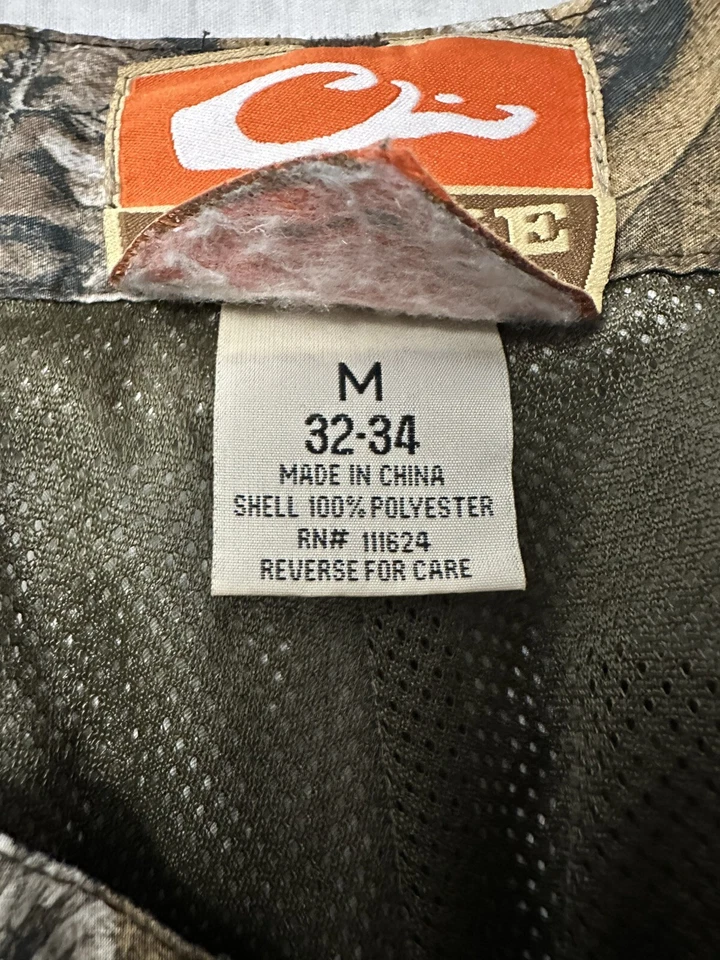 M
32-34
MADE IN CHINA
SHELL 100% POLYESTER
RN# 111624
REVERSE FOR CARE